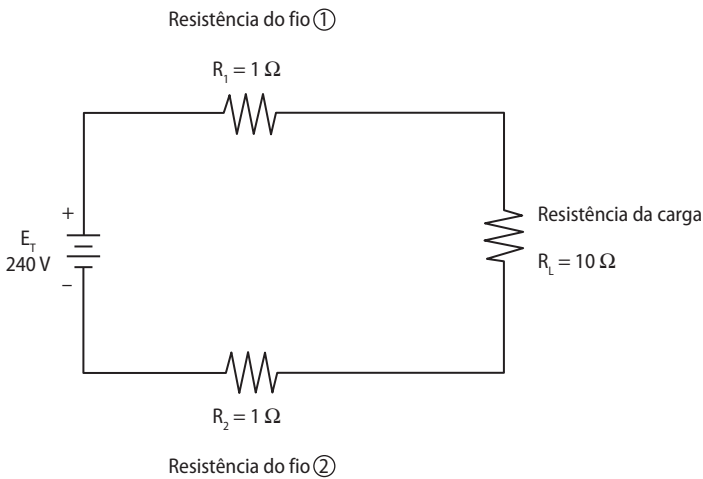 Resistência do fio ①
R₁ = 1 Ω
+
E_T
240 V
–
Resistência da carga
R_L = 10 Ω
R₂ = 1 Ω
Resistência do fio ②